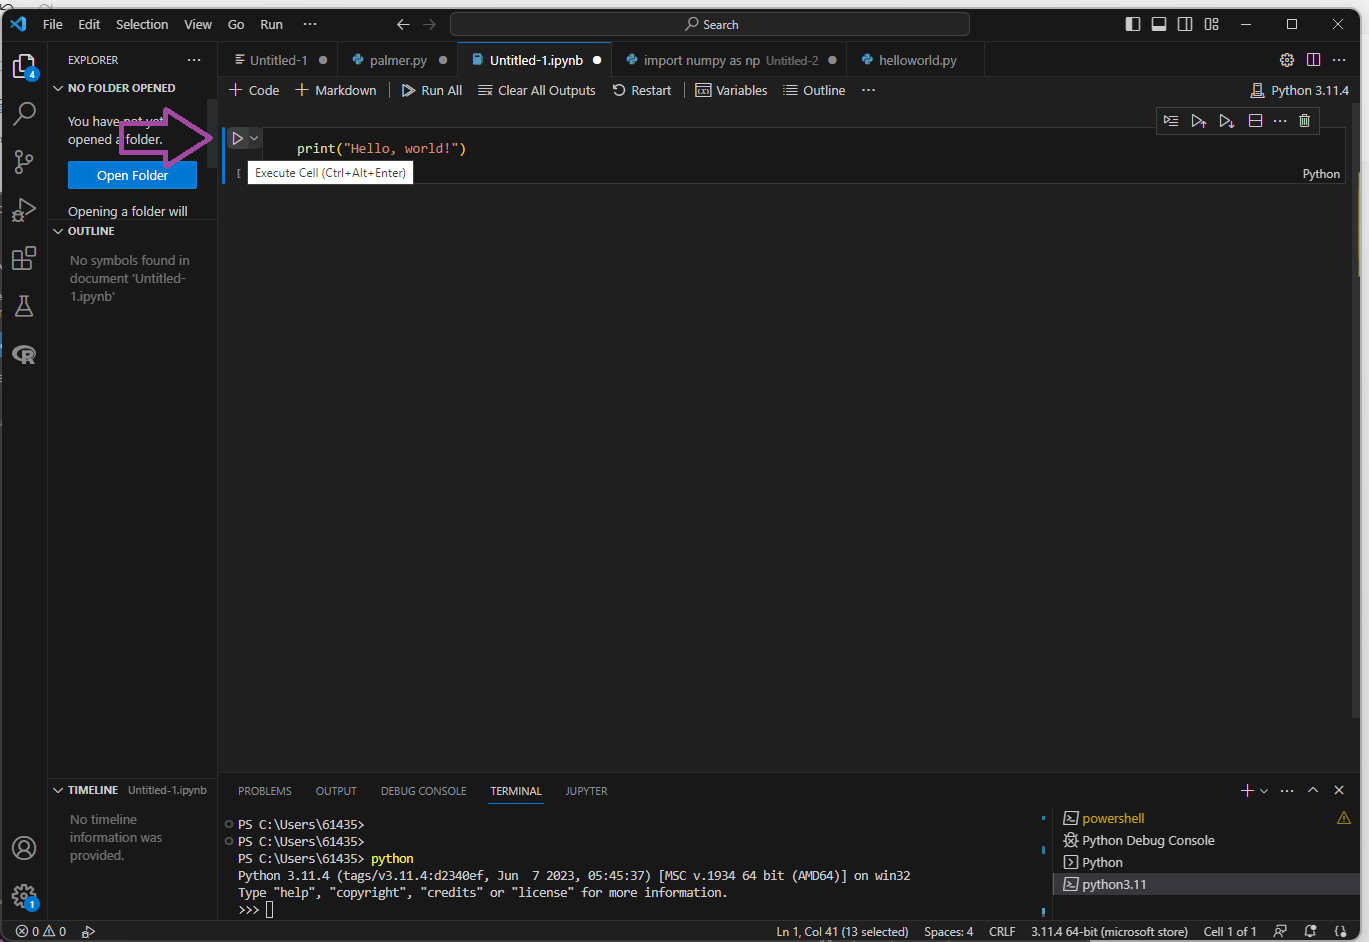 File Edit Selection View Go Run ··· Search
EXPLORER ···
NO FOLDER OPENED
You have not yet
opened a folder.
Open Folder
Opening a folder will
OUTLINE
No symbols found in
document 'Untitled-
1.ipynb'
TIMELINE Untitled-1.ipynb
No timeline
information was
provided.
4
1
Untitled-1 palmer.py Untitled-1.ipynb import numpy as np Untitled-2 helloworld.py
+ Code + Markdown Run All Clear All Outputs Restart Variables Outline ··· Python 3.11.4
print("Hello, world!")
[
Execute Cell (Ctrl+Alt+Enter)
Python
PROBLEMS OUTPUT DEBUG CONSOLE TERMINAL JUPYTER
PS C:\Users\61435>
PS C:\Users\61435>
PS C:\Users\61435> python
Python 3.11.4 (tags/v3.11.4:d2340ef, Jun 7 2023, 05:45:37) [MSC v.1934 64 bit (AMD64)] on win32
Type "help", "copyright", "credits" or "license" for more information.
>>>
powershell
Python Debug Console
Python
python3.11
0 0 Ln 1, Col 41 (13 selected) Spaces: 4 CRLF 3.11.4 64-bit (microsoft store) Cell 1 of 1